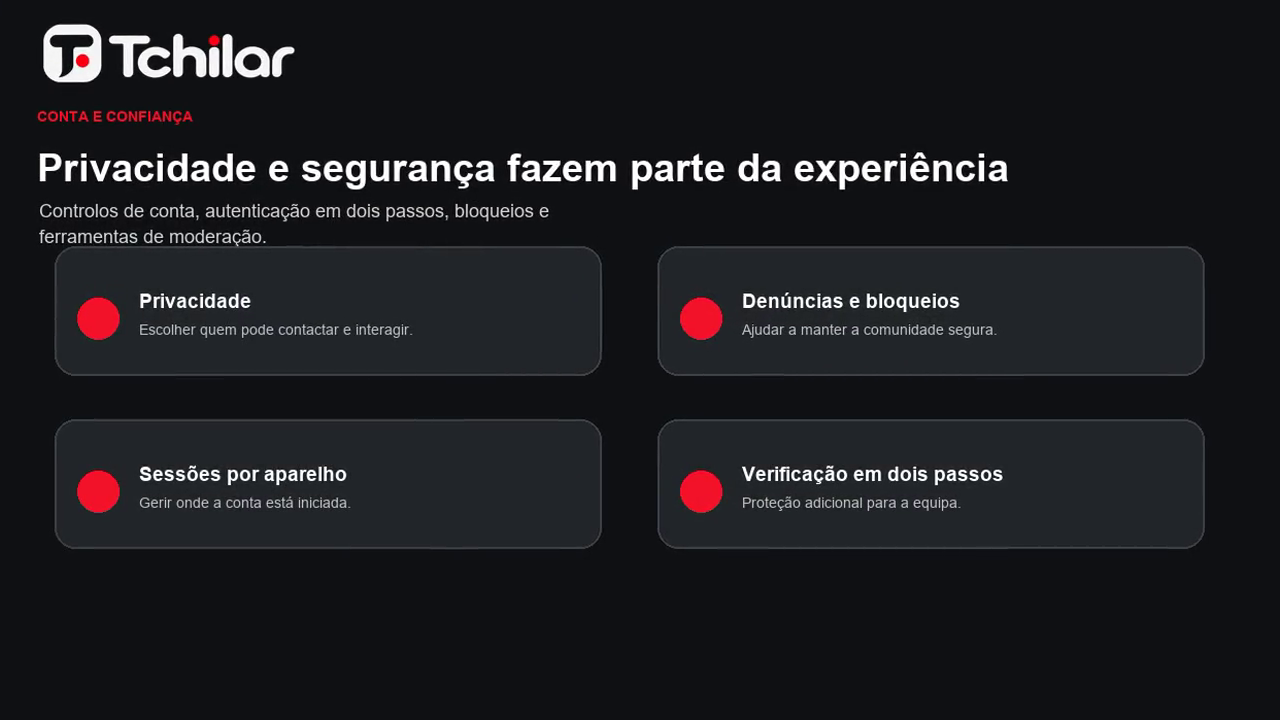 Tchilar
CONTA E CONFIANÇA
Privacidade e segurança fazem parte da experiência
Controlos de conta, autenticação em dois passos, bloqueios e
ferramentas de moderação.
Privacidade
Escolher quem pode contactar e interagir.
Denúncias e bloqueios
Ajudar a manter a comunidade segura.
Sessões por aparelho
Gerir onde a conta está iniciada.
Verificação em dois passos
Proteção adicional para a equipa.